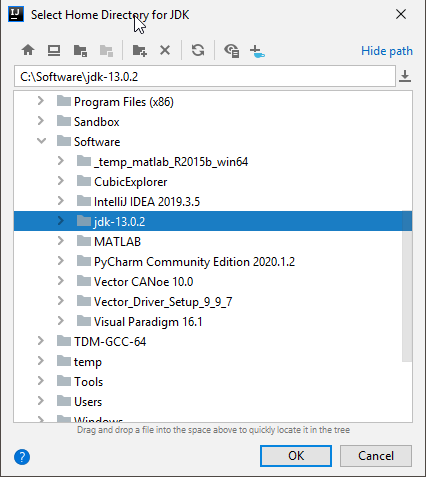 IJ Select Home Directory for JDK
Hide path
C:\Software\jdk-13.0.2
Program Files (x86)
Sandbox
Software
_temp_matlab_R2015b_win64
CubicExplorer
IntelliJ IDEA 2019.3.5
jdk-13.0.2
MATLAB
PyCharm Community Edition 2020.1.2
Vector CANoe 10.0
Vector_Driver_Setup_9_9_7
Visual Paradigm 16.1
TDM-GCC-64
temp
Tools
Users
Windows
Drag and drop a file into the space above to quickly locate it in the tree
? OK Cancel